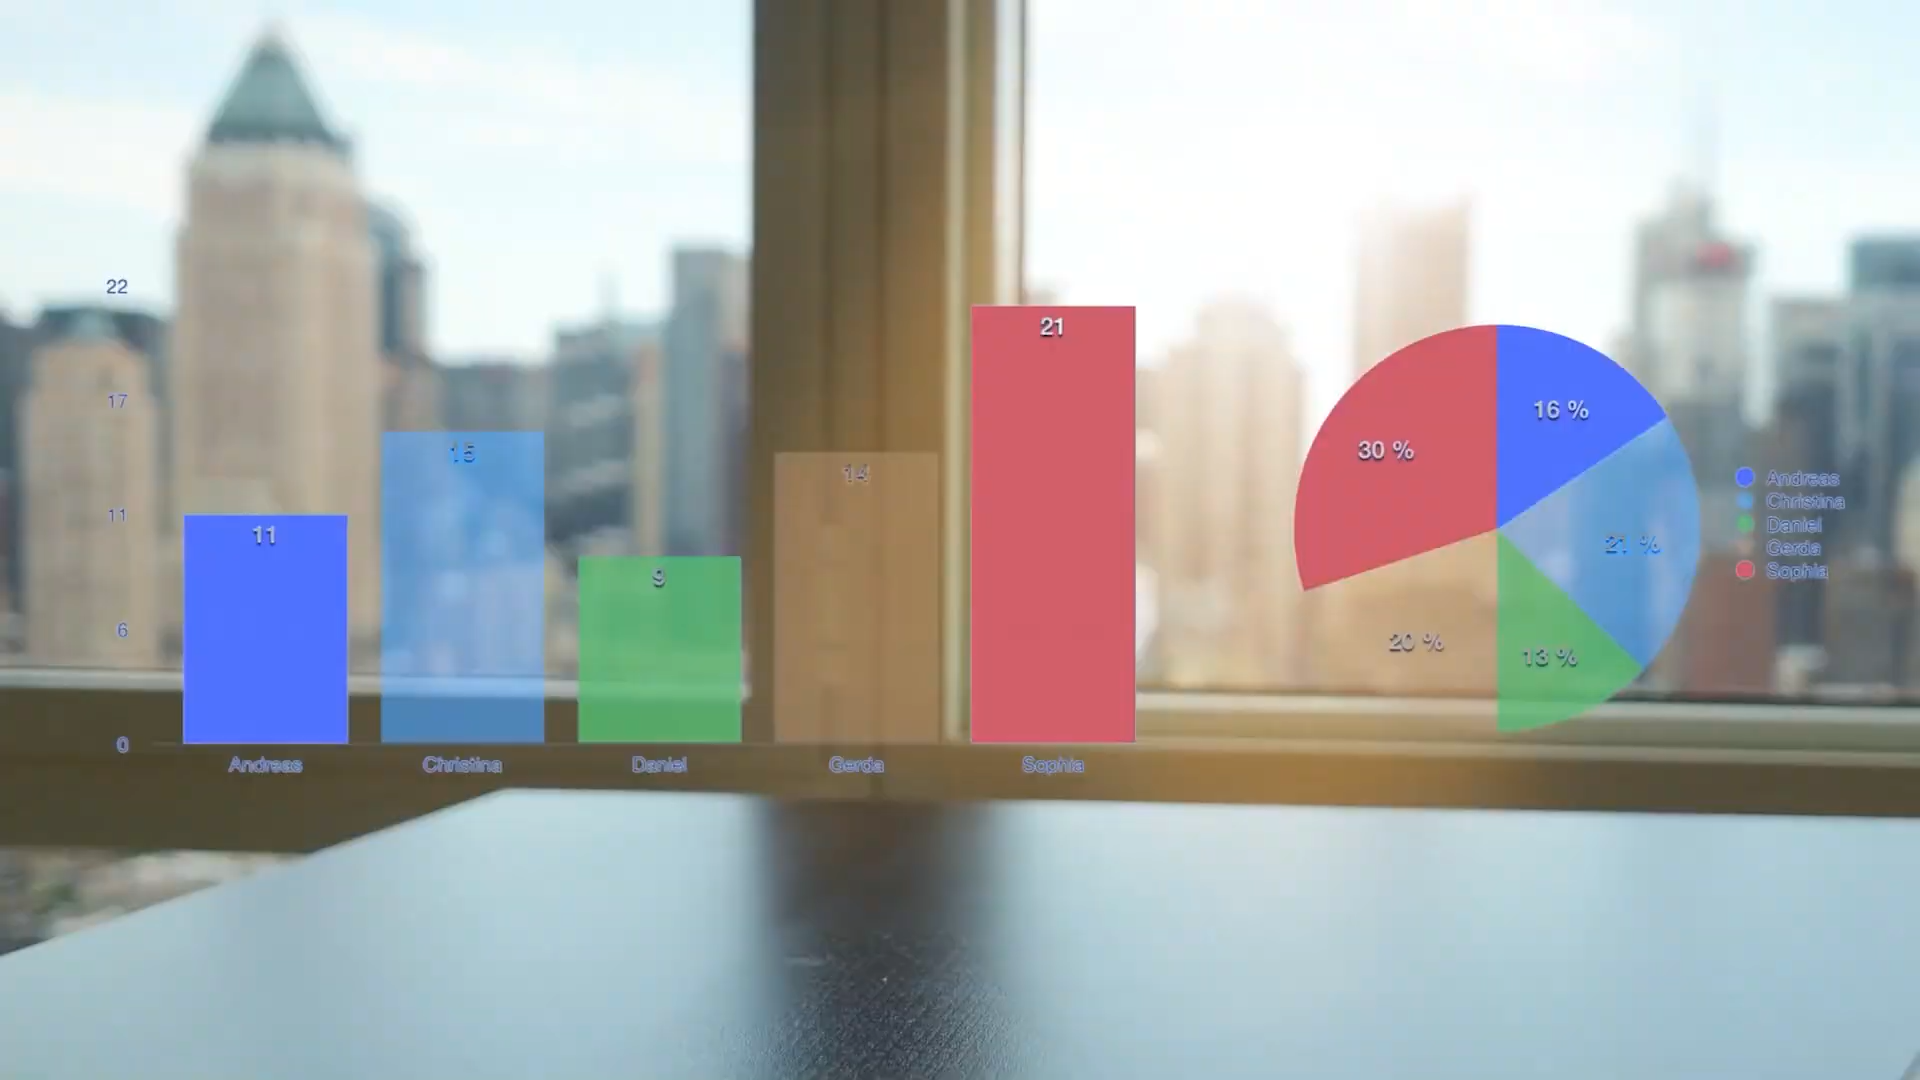 22
17
11
6
0
11
15
9
14
21
Andreas
Christina
Daniel
Gerda
Sophia
16 %
21 %
13 %
20 %
30 %
Andreas
Christina
Daniel
Gerda
Sophia